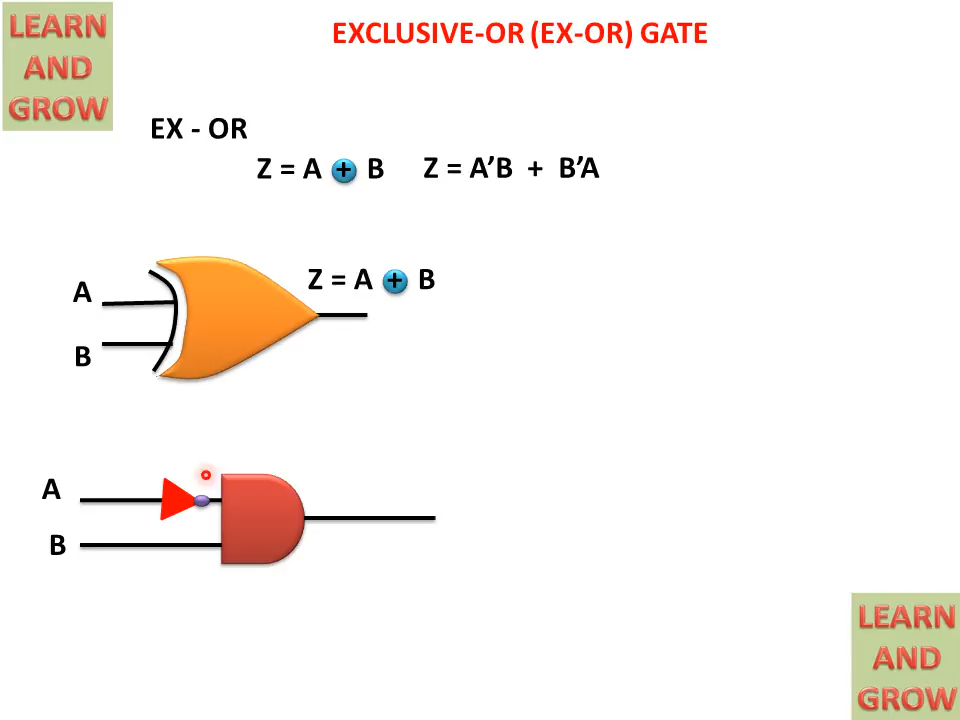 LEARN
AND
GROW
EXCLUSIVE-OR (EX-OR) GATE
EX - OR
Z = A + B Z = A’B + B’A
Z = A + B
A
B
A
B
LEARN
AND
GROW